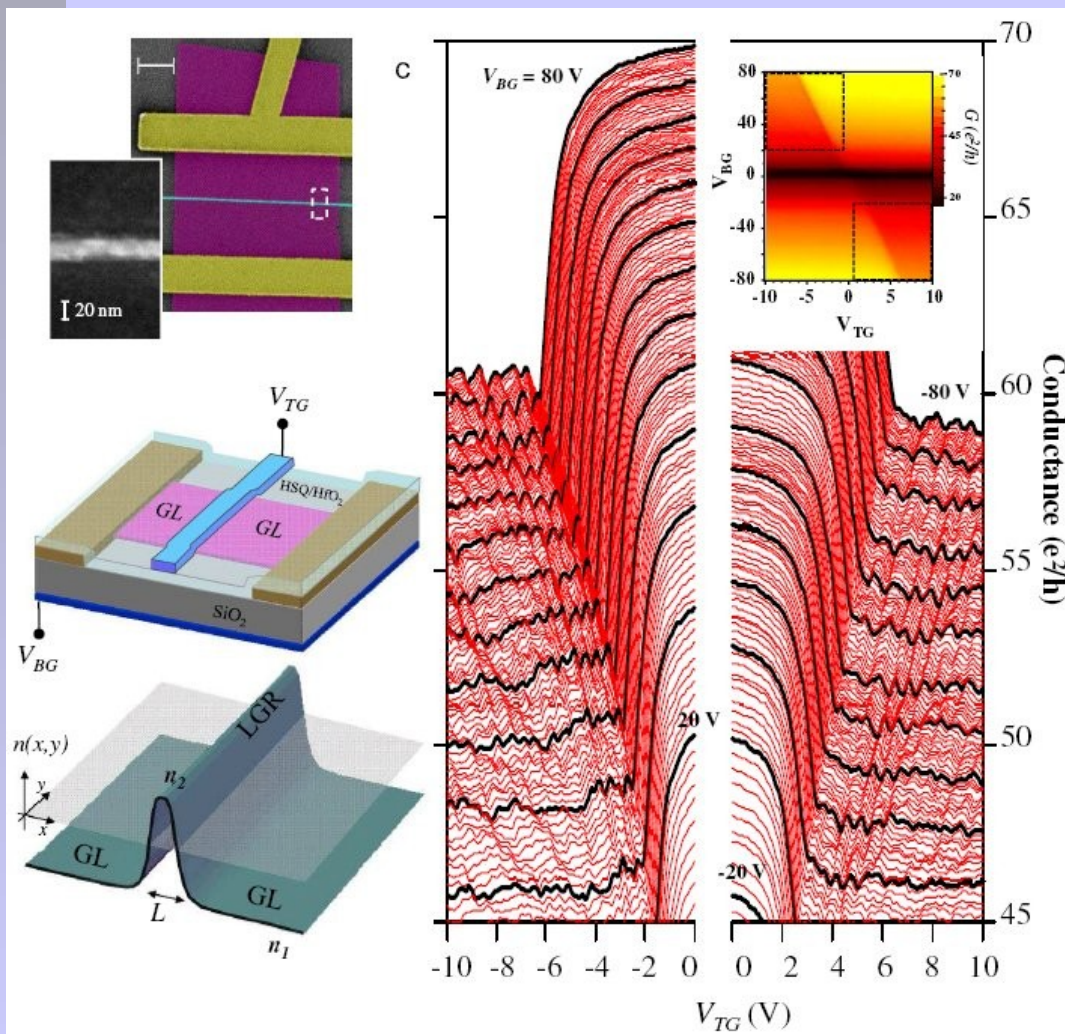 20 nm
V_TG
HSQ/HfO₂
GL
GL
SiO₂
V_BG
LGR
n(x,y)
n₂
y
x
GL
GL
L
n₁
C
V_BG = 80 V
20 V
-10 -8 -6 -4 -2 0
80
40
0
-40
-80
V_BG
-10 -5 0 5 10
V_TG
70
45
20
G (e²/h)
-80 V
-20 V
0 2 4 6 8 10
V_TG (V)
70
65
60
55
50
45
Conductance (e²/h)